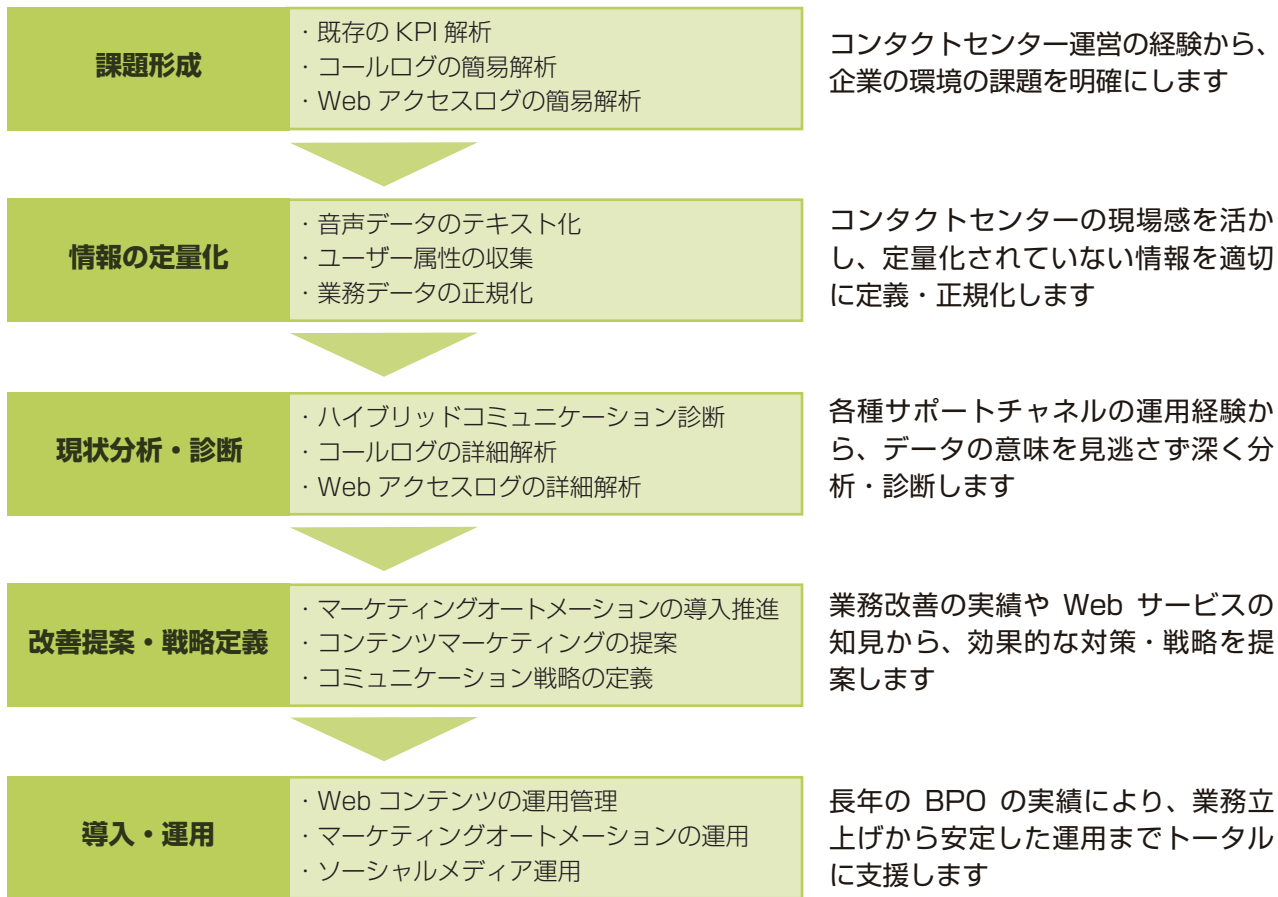 課題形成
・既存の KPI 解析
・コールログの簡易解析
・Web アクセスログの簡易解析
コンタクトセンター運営の経験から、
企業の環境の課題を明確にします
情報の定量化
・音声データのテキスト化
・ユーザー属性の収集
・業務データの正規化
コンタクトセンターの現場感を活か
し、定量化されていない情報を適切
に定義・正規化します
現状分析・診断
・ハイブリッドコミュニケーション診断
・コールログの詳細解析
・Web アクセスログの詳細解析
各種サポートチャネルの運用経験か
ら、データの意味を見逃さず深く分
析・診断します
改善提案・戦略定義
・マーケティングオートメーションの導入推進
・コンテンツマーケティングの提案
・コミュニケーション戦略の定義
業務改善の実績や Web サービスの
知見から、効果的な対策・戦略を提
案します
導入・運用
・Web コンテンツの運用管理
・マーケティングオートメーションの運用
・ソーシャルメディア運用
長年の BPO の実績により、業務立
上げから安定した運用までトータル
に支援します